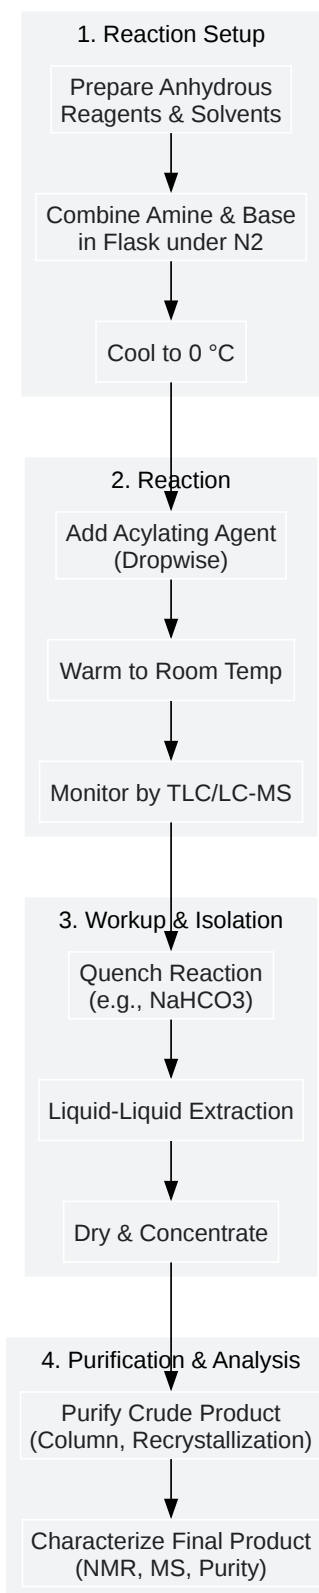 1. Reaction Setup
Prepare Anhydrous
Reagents & Solvents
Combine Amine & Base
in Flask under N2
Cool to 0 °C
2. Reaction
Add Acylating Agent
(Dropwise)
Warm to Room Temp
Monitor by TLC/LC-MS
3. Workup & Isolation
Quench Reaction
(e.g., NaHCO3)
Liquid-Liquid Extraction
Dry & Concentrate
4. Purification & Analysis
Purify Crude Product
(Column, Recrystallization)
Characterize Final Product
(NMR, MS, Purity)